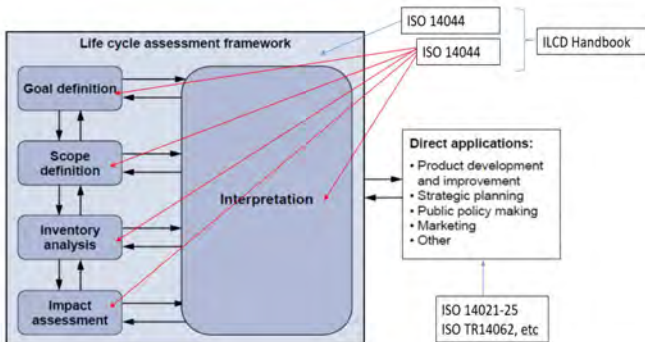 ISO 14044
ISO 14044
ILCD Handbook
Life cycle assessment framework
Goal definition
Scope
definition
Inventory
analysis
Impact
assessment
Interpretation
Direct applications:
• Product development
and improvement
• Strategic planning
• Public policy making
• Marketing
• Other
ISO 14021-25
ISO TR14062, etc